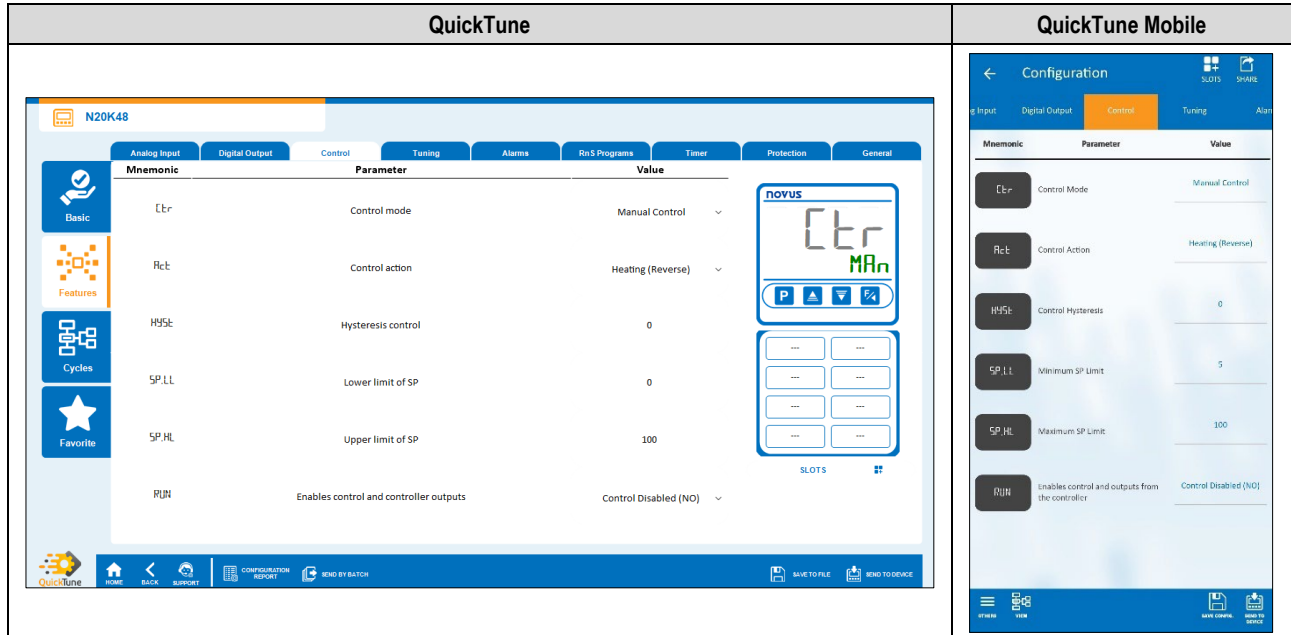 QuickTune
QuickTune Mobile
N20K48
Analog Input Digital Output Control Tuning Alarms RnS Programs Timer Protection General
Mnemonic Parameter Value
Basic
Features
Cycles
Favorite
Ctr Control mode Manual Control
Act Control action Heating (Reverse)
HYSt Hysteresis control 0
SP.LL Lower limit of SP 0
SP.HL Upper limit of SP 100
RUN Enables control and controller outputs Control Disabled (NO)
novus
Ctr
MAn
P F/
--- ---
--- ---
--- ---
--- ---
SLOTS
QuickTune
HOME BACK SUPPORT CONFIGURATION REPORT SEND BY BATCH SAVE TO FILE SEND TO DEVICE
Configuration SLOTS SHARE
g Input Digital Output Control Tuning Alan
Mnemonic Parameter Value
Ctr Control Mode Manual Control
Act Control Action Heating (Reverse)
HYSt Control Hysteresis 0
SP.LL Minimum SP Limit 5
SP.HL Maximum SP Limit 100
RUN Enables control and outputs from Control Disabled (NO)
the controller
OTHERS VIEW SAVE CONFIG. SEND TO
DEVICE